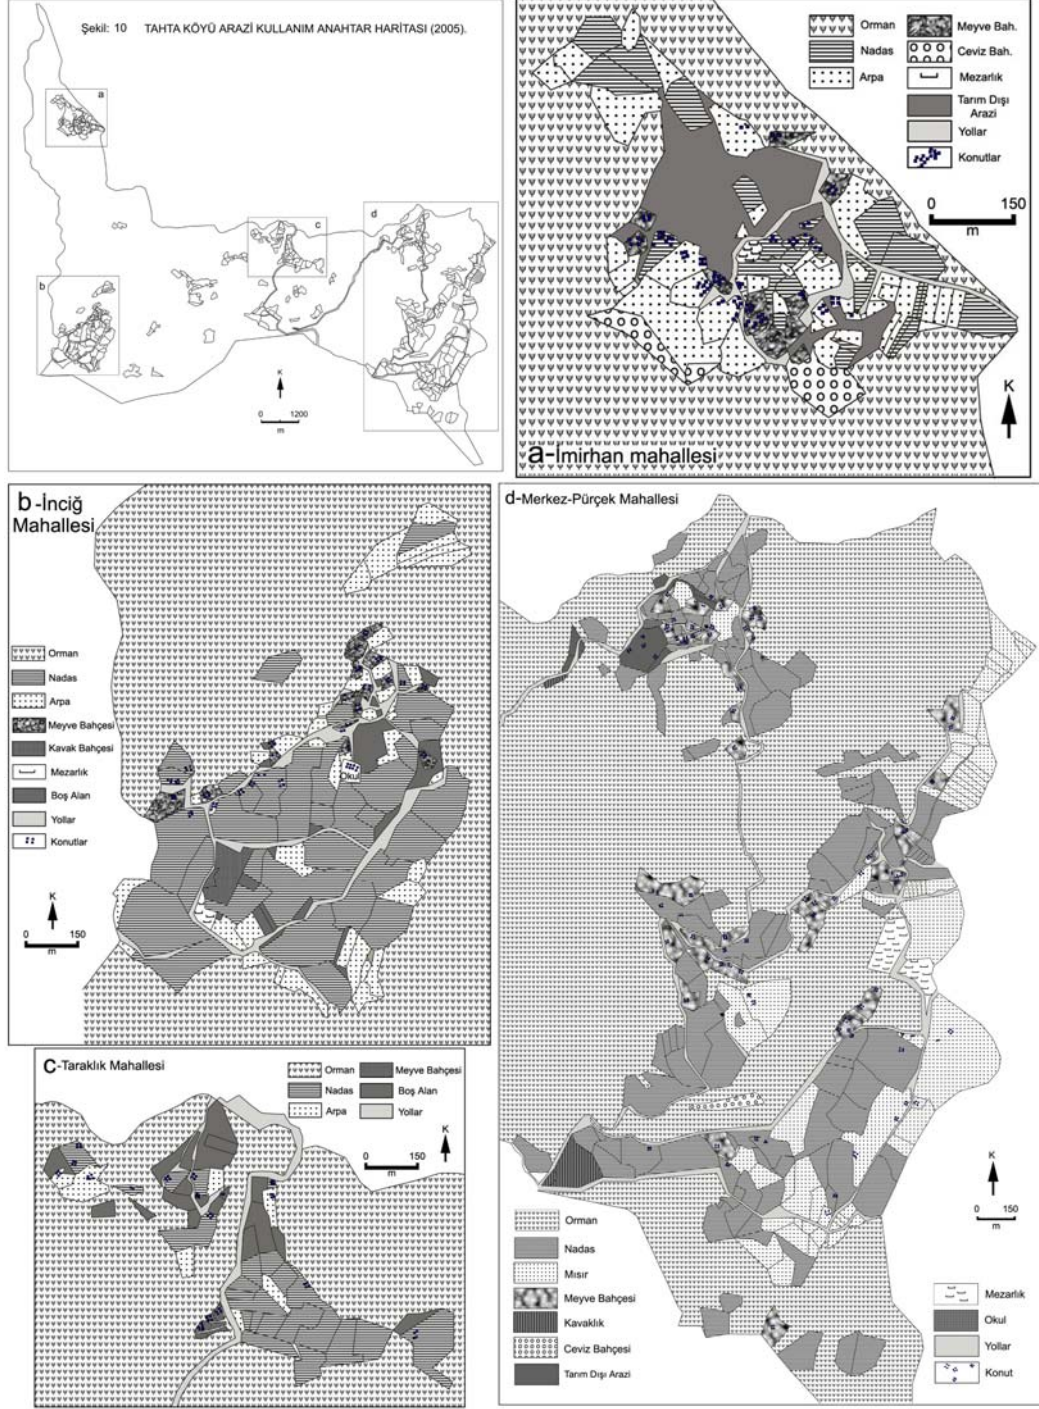 Şekil: 10 TAHTA KÖYÜ ARAZİ KULLANIM ANAHTAR HARİTASI (2005).
a
b
c
d
K
0 1200
m
Orman
Nadas
Arpa
Meyve Bah.
Ceviz Bah.
Mezarlık
Tarım Dışı
Arazi
Yollar
Konutlar
0 150
m
K
a-İmirhan mahallesi
b-İnciğ
Mahallesi
Orman
Nadas
Arpa
Meyve Bahçesi
Kavak Bahçesi
Mezarlık
Boş Alan
Yollar
Konutlar
Okul
K
0 150
m
C-Taraklık Mahallesi
Orman
Nadas
Arpa
Meyve Bahçesi
Boş Alan
Yollar
0 150
m
K
d-Merkez-Pürçek Mahallesi
Orman
Nadas
Mısır
Meyve Bahçesi
Kavaklık
Ceviz Bahçesi
Tarım Dışı Arazi
K
0 150
m
Mezarlık
Okul
Yollar
Konut